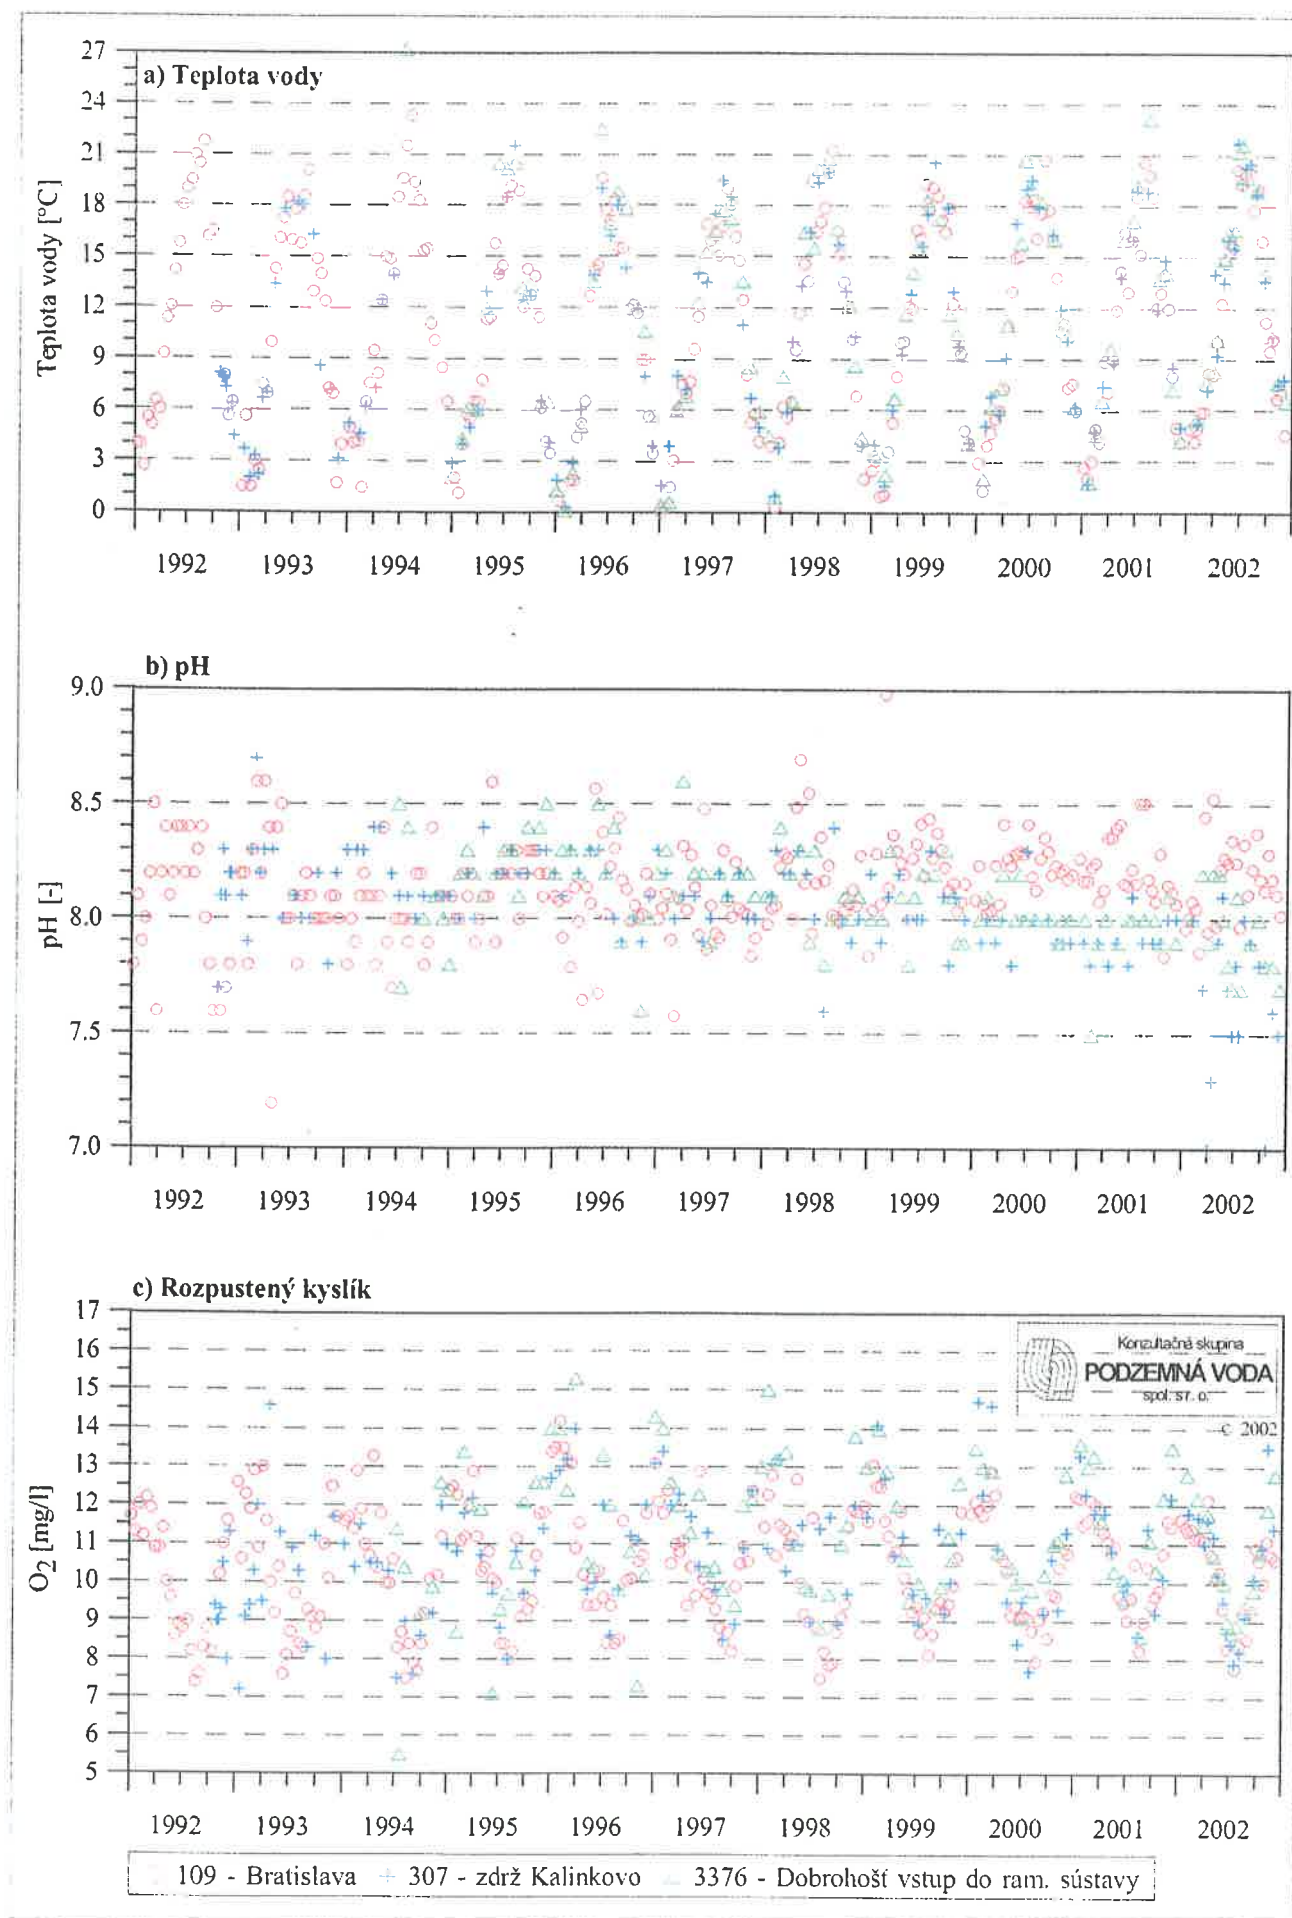 a) Teplota vody
Teplota vody [°C]
27
24
21
18
15
12
9
6
3
0
1992 1993 1994 1995 1996 1997 1998 1999 2000 2001 2002
b) pH
pH [-]
9.0
8.5
8.0
7.5
7.0
1992 1993 1994 1995 1996 1997 1998 1999 2000 2001 2002
c) Rozpustený kyslík
O2 [mg/l]
17
16
15
14
13
12
11
10
9
8
7
6
5
Konzultačná skupina
PODZEMNÁ VODA
spol. s r. o.
© 2002
1992 1993 1994 1995 1996 1997 1998 1999 2000 2001 2002
109 - Bratislava + 307 - zdrž Kalinkovo △ 3376 - Dobrohošť vstup do ram. sústavy